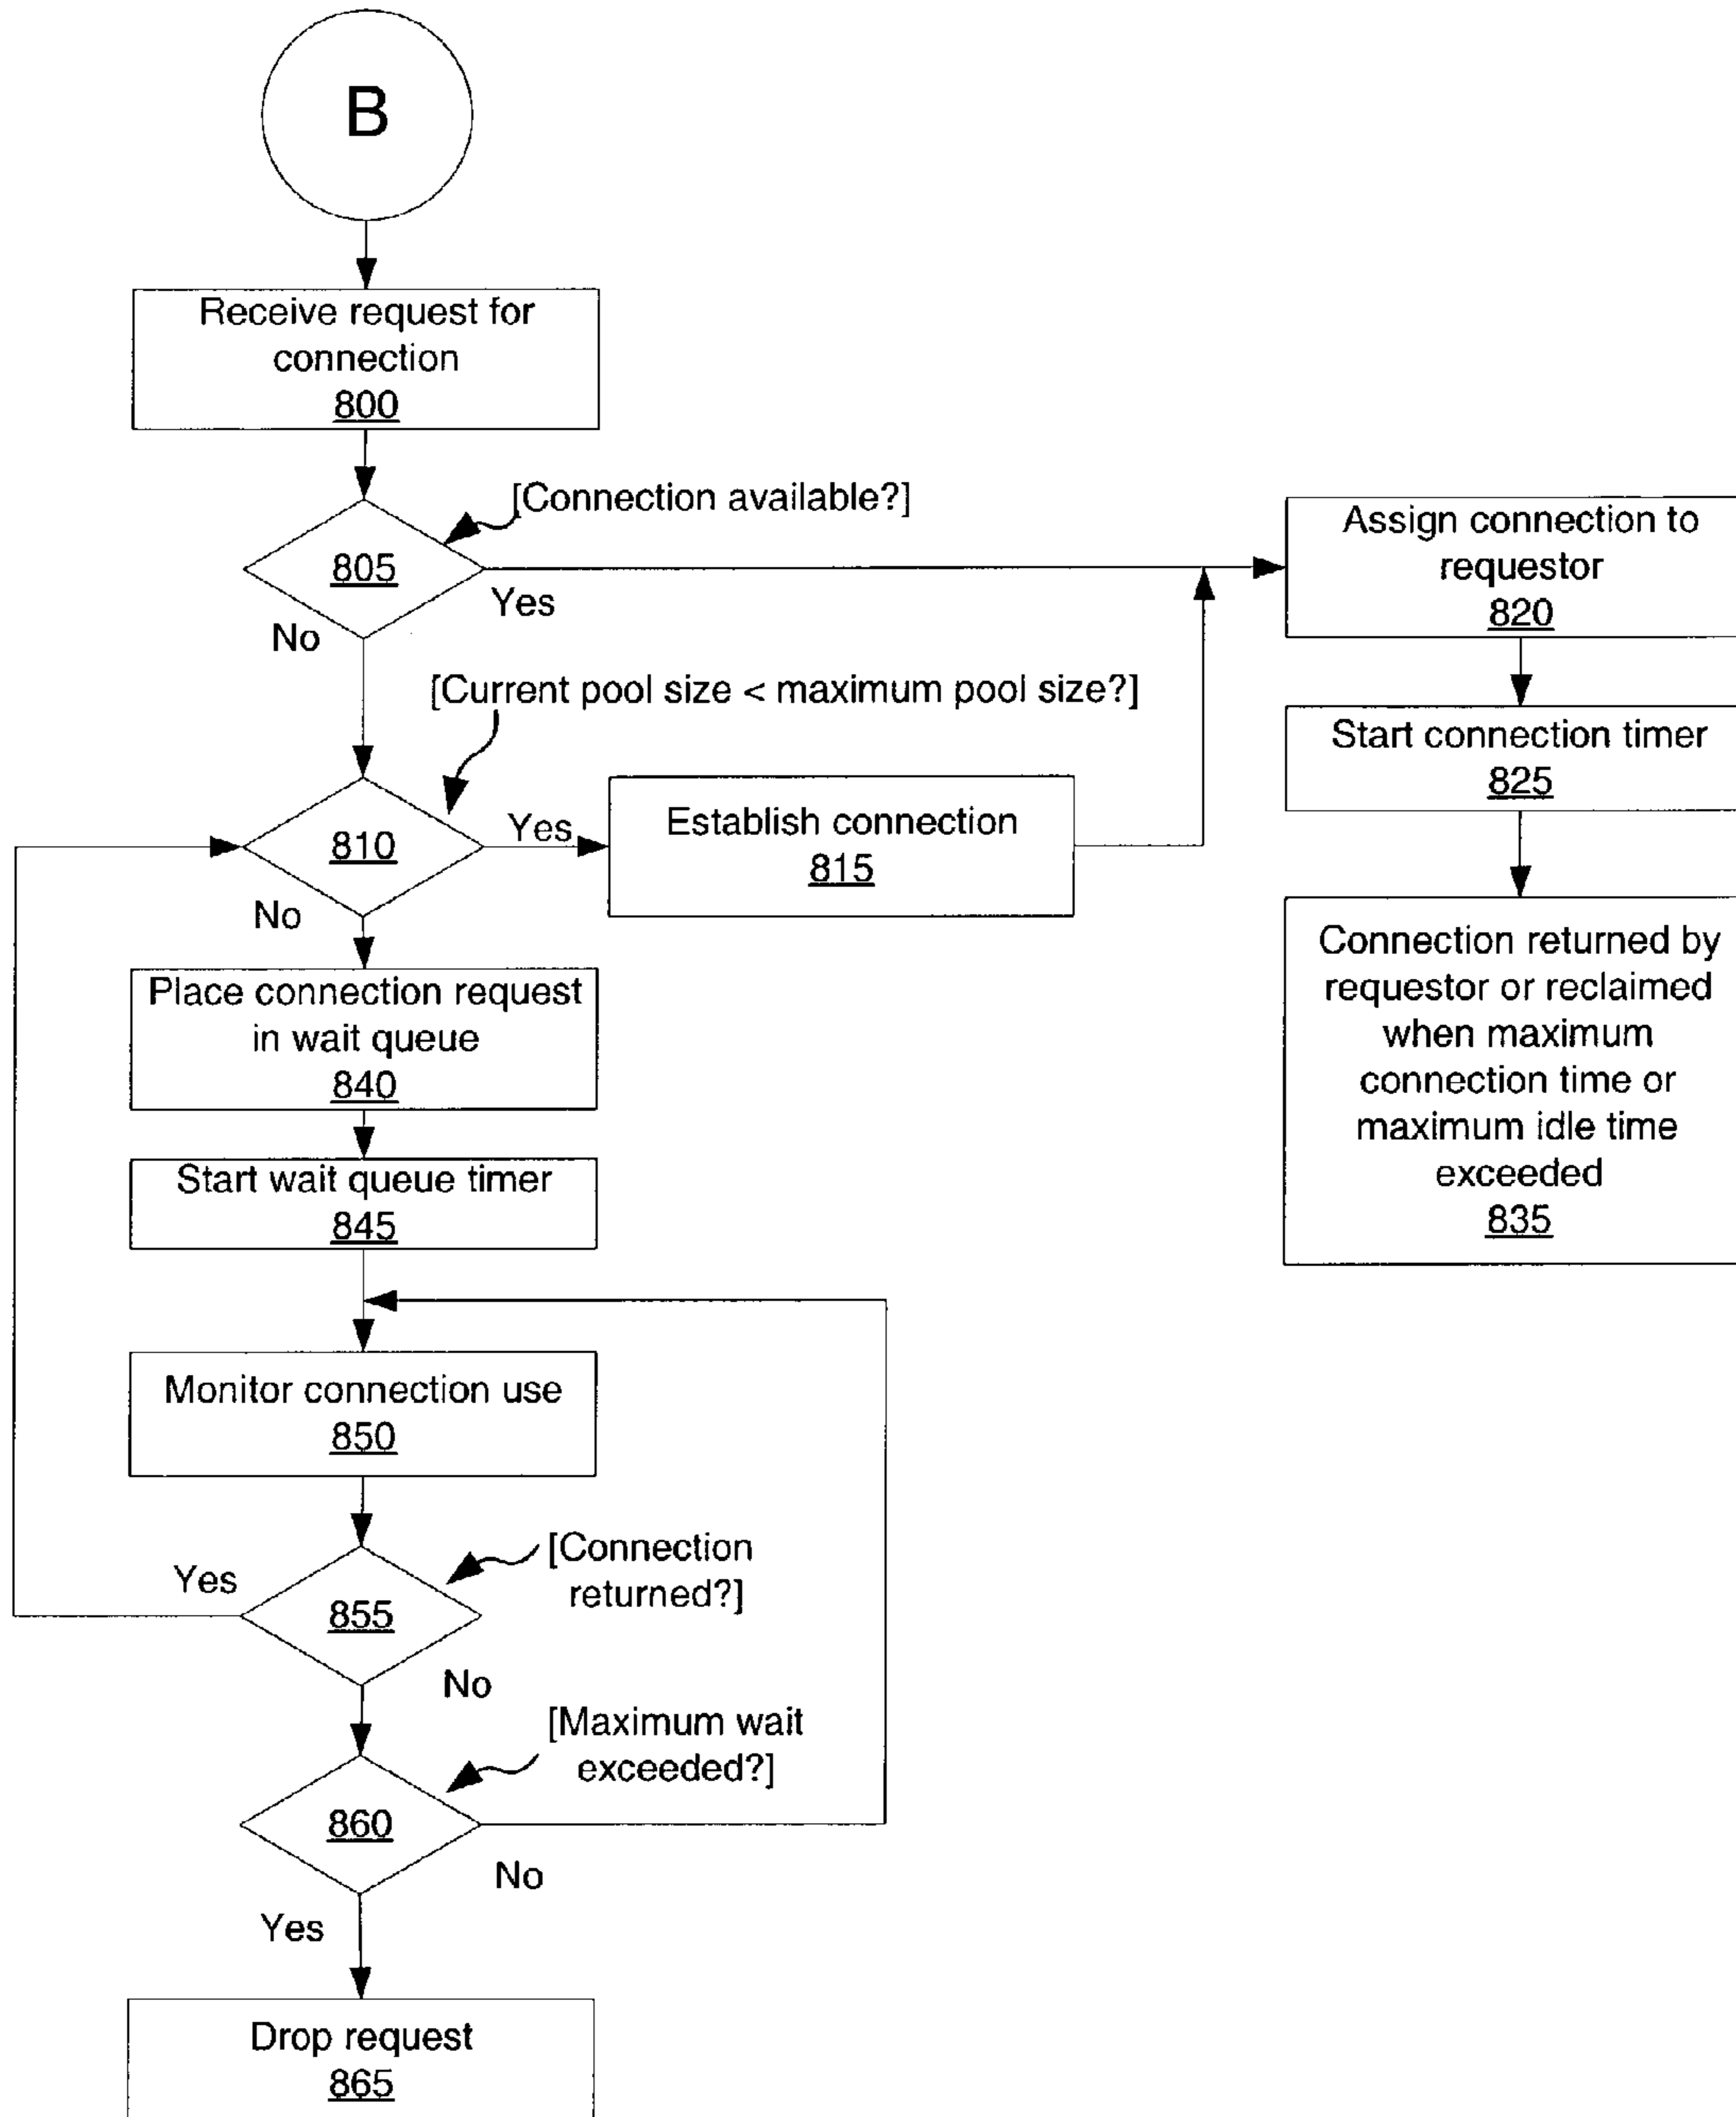 B
Receive request for
connection
800
[Connection available?]
805
Yes
No
Assign connection to
requestor
820
[Current pool size < maximum pool size?]
Start connection timer
825
810
Yes
No
Establish connection
815
Connection returned by
requestor or reclaimed
when maximum
connection time or
maximum idle time
exceeded
835
Place connection request
in wait queue
840
Start wait queue timer
845
Monitor connection use
850
[Connection
returned?]
Yes
855
No
[Maximum wait
exceeded?]
860
No
Yes
Drop request
865